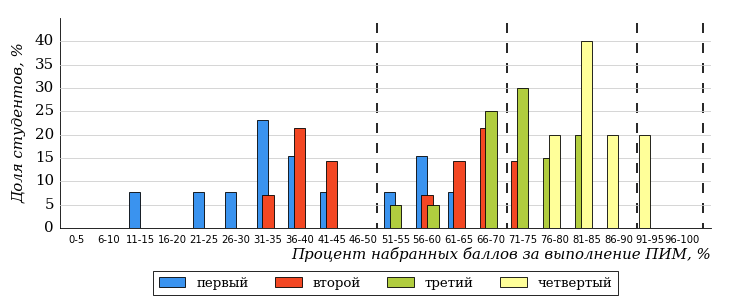 Доля студентов, %
40
35
30
25
20
15
10
5
0
0-5 6-10 11-15 16-20 21-25 26-30 31-35 36-40 41-45 46-50 51-55 56-60 61-65 66-70 71-75 76-80 81-85 86-90 91-95 96-100
Процент набранных баллов за выполнение ПИМ, %
первый второй третий четвертый